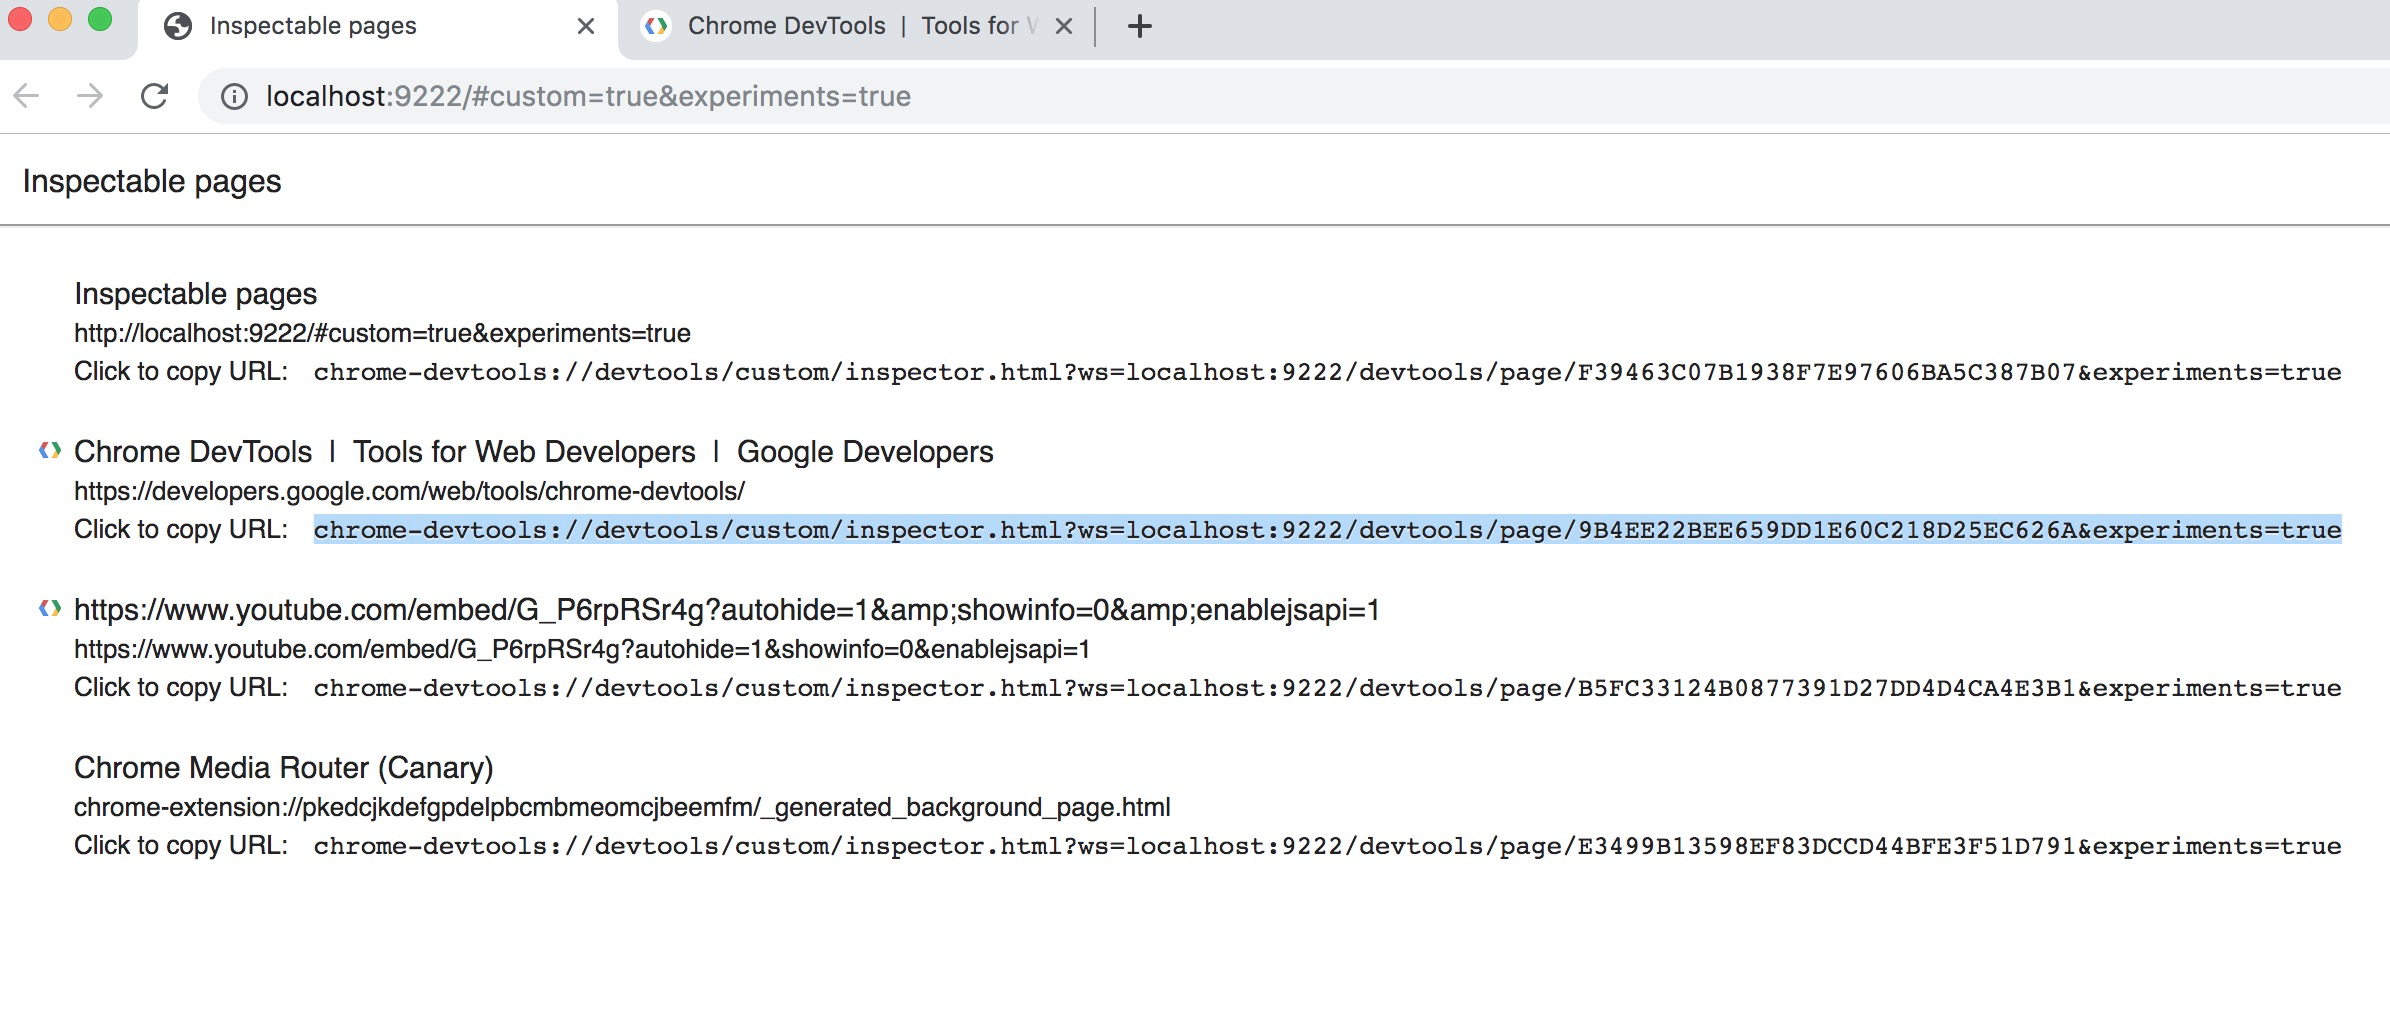 Inspectable pages
Chrome DevTools | Tools for W
localhost:9222/#custom=true&experiments=true
Inspectable pages
Inspectable pages
http://localhost:9222/#custom=true&experiments=true
Click to copy URL: chrome-devtools://devtools/custom/inspector.html?ws=localhost:9222/devtools/page/F39463C07B1938F7E97606BA5C387B07&experiments=true
Chrome DevTools | Tools for Web Developers | Google Developers
https://developers.google.com/web/tools/chrome-devtools/
Click to copy URL: chrome-devtools://devtools/custom/inspector.html?ws=localhost:9222/devtools/page/9B4EE22BEE659DD1E60C218D25EC626A&experiments=true
https://www.youtube.com/embed/G_P6rpRSr4g?autohide=1&amp;showinfo=0&amp;enablejsapi=1
https://www.youtube.com/embed/G_P6rpRSr4g?autohide=1&showinfo=0&enablejsapi=1
Click to copy URL: chrome-devtools://devtools/custom/inspector.html?ws=localhost:9222/devtools/page/B5FC33124B0877391D27DD4D4CA4E3B1&experiments=true
Chrome Media Router (Canary)
chrome-extension://pkedcjkdefgpdelpbcmbmeomcjbeemfm/_generated_background_page.html
Click to copy URL: chrome-devtools://devtools/custom/inspector.html?ws=localhost:9222/devtools/page/E3499B13598EF83DCCD44BFE3F51D791&experiments=true